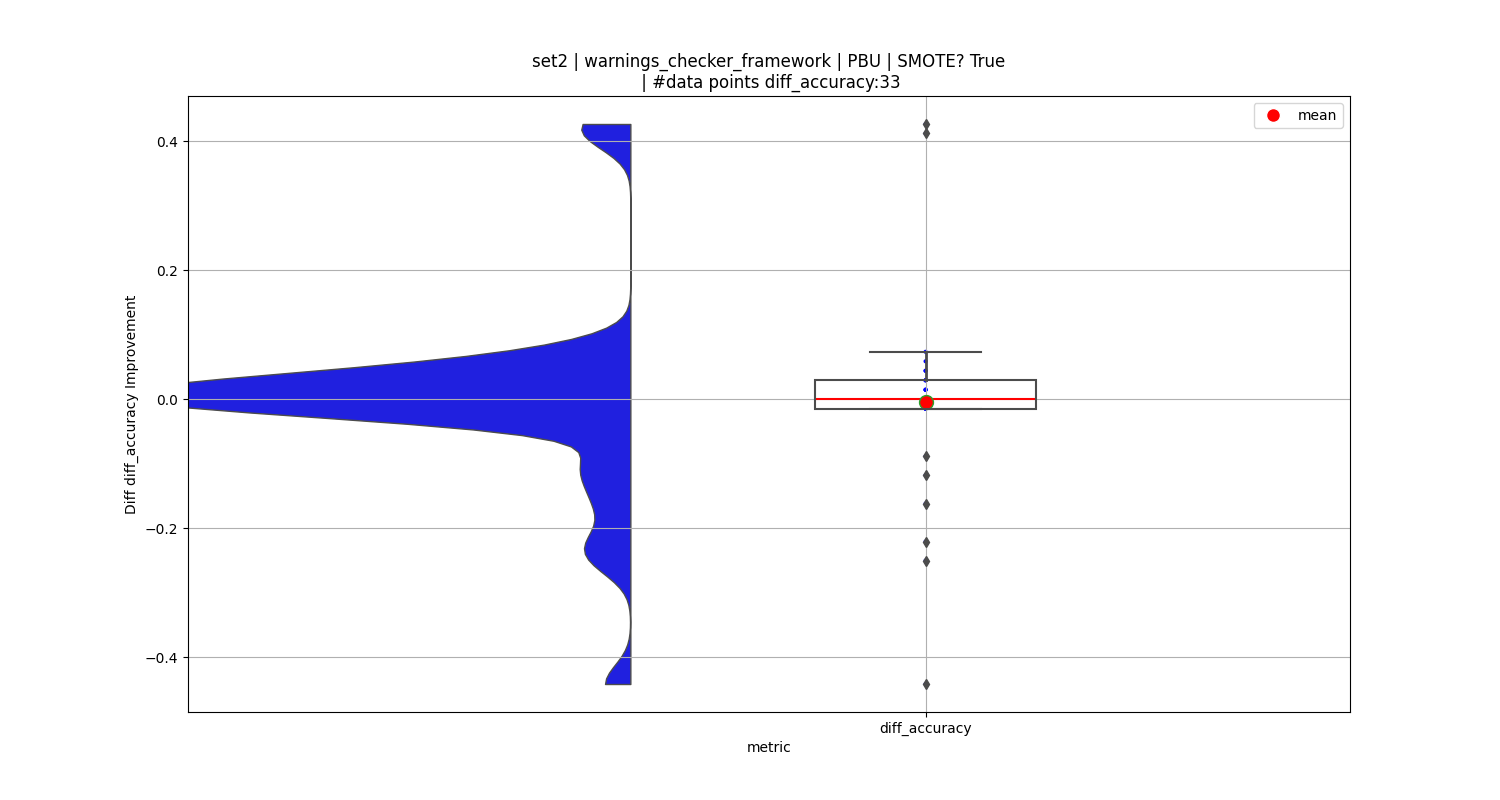 set2 | warnings_checker_framework | PBU | SMOTE? True
| #data points diff_accuracy:33
mean
0.4
0.2
0.0
−0.2
−0.4
Diff diff_accuracy Improvement
diff_accuracy
metric